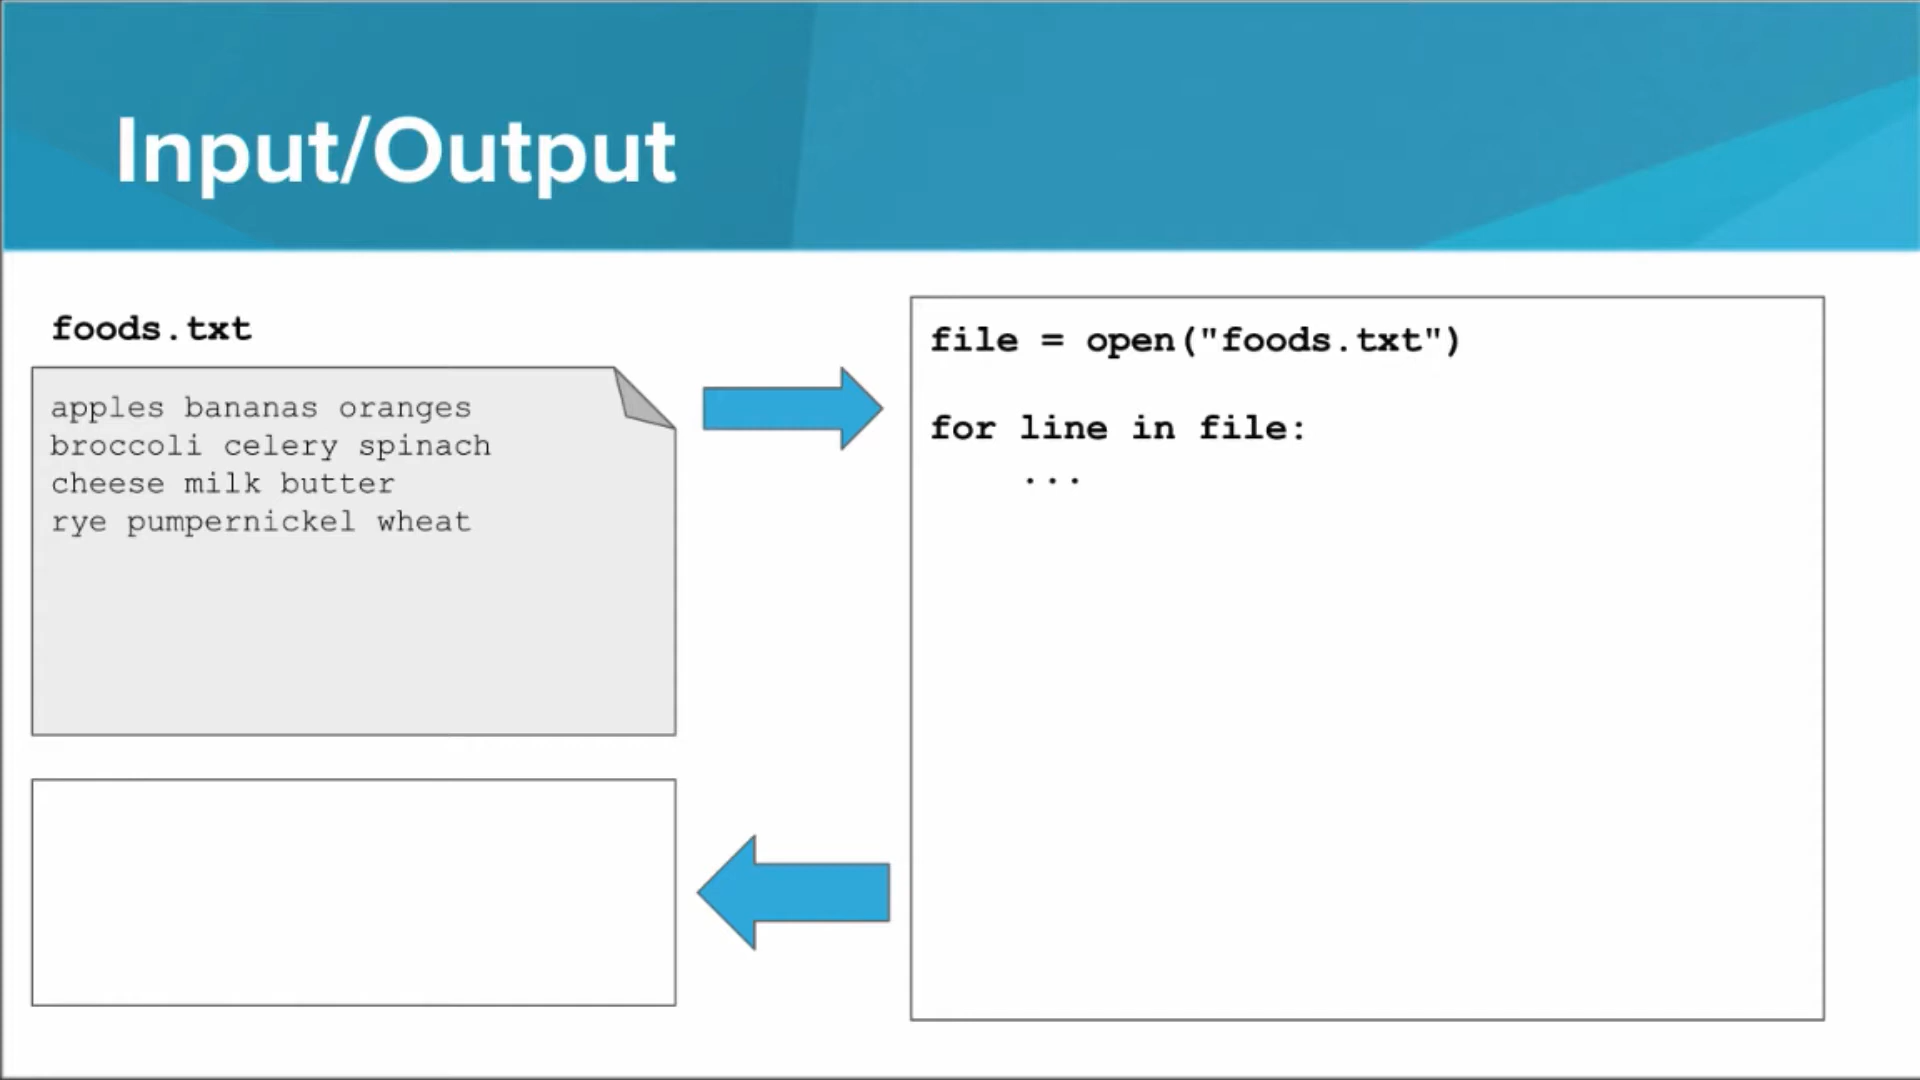 Input/Output
foods.txt
apples bananas oranges
broccoli celery spinach
cheese milk butter
rye pumpernickel wheat
file = open("foods.txt")
for line in file:
...